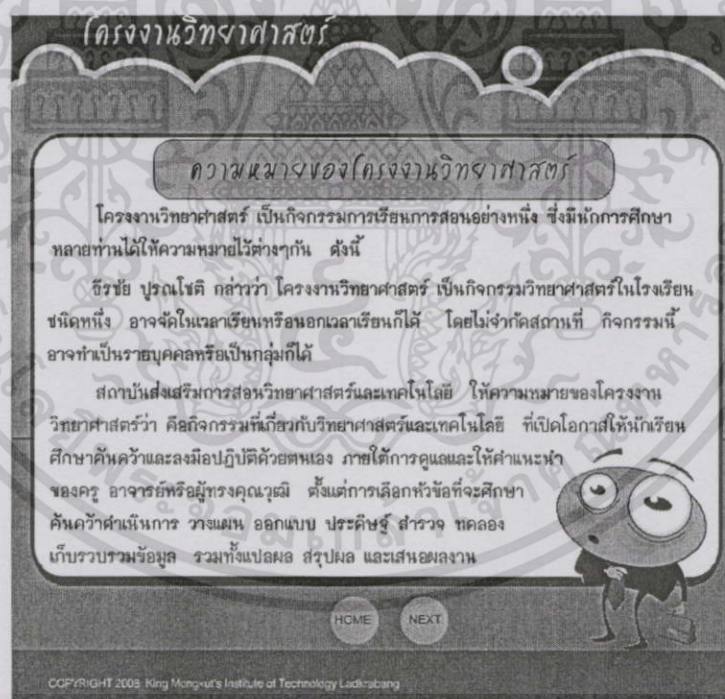 โครงงานวิทยาศาสตร์
ความหมายของโครงงานวิทยาศาสตร์
โครงงานวิทยาศาสตร์ เป็นกิจกรรมการเรียนการสอนอย่างหนึ่ง ซึ่งมีนักการศึกษา
หลายท่านได้ให้ความหมายไว้ต่างๆกัน ดังนี้
ธีรชัย ปูรณโชติ กล่าวว่า โครงงานวิทยาศาสตร์ เป็นกิจกรรมวิทยาศาสตร์ในโรงเรียน
ชนิดหนึ่ง อาจจัดในเวลาเรียนหรือนอกเวลาเรียนก็ได้ โดยไม่จำกัดสถานที่ กิจกรรมนี้
อาจทำเป็นรายบุคคลหรือเป็นกลุ่มก็ได้
สถาบันส่งเสริมการสอนวิทยาศาสตร์และเทคโนโลยี ให้ความหมายของโครงงาน
วิทยาศาสตร์ว่า คือกิจกรรมที่เกี่ยวกับวิทยาศาสตร์และเทคโนโลยี ที่เปิดโอกาสให้นักเรียน
ศึกษาค้นคว้าและลงมือปฏิบัติด้วยตนเอง ภายใต้การดูแลและให้คำแนะนำ
ของครู อาจารย์หรือผู้ทรงคุณวุฒิ ตั้งแต่การเลือกหัวข้อที่จะศึกษา
ค้นคว้าดำเนินการ วางแผน ออกแบบ ประดิษฐ์ สำรวจ ทดลอง
เก็บรวบรวมข้อมูล รวมทั้งแปลผล สรุปผล และเสนอผลงาน
HOME NEXT
COPYRIGHT 2008 King Mongkut's Institute of Technology Ladkrabang